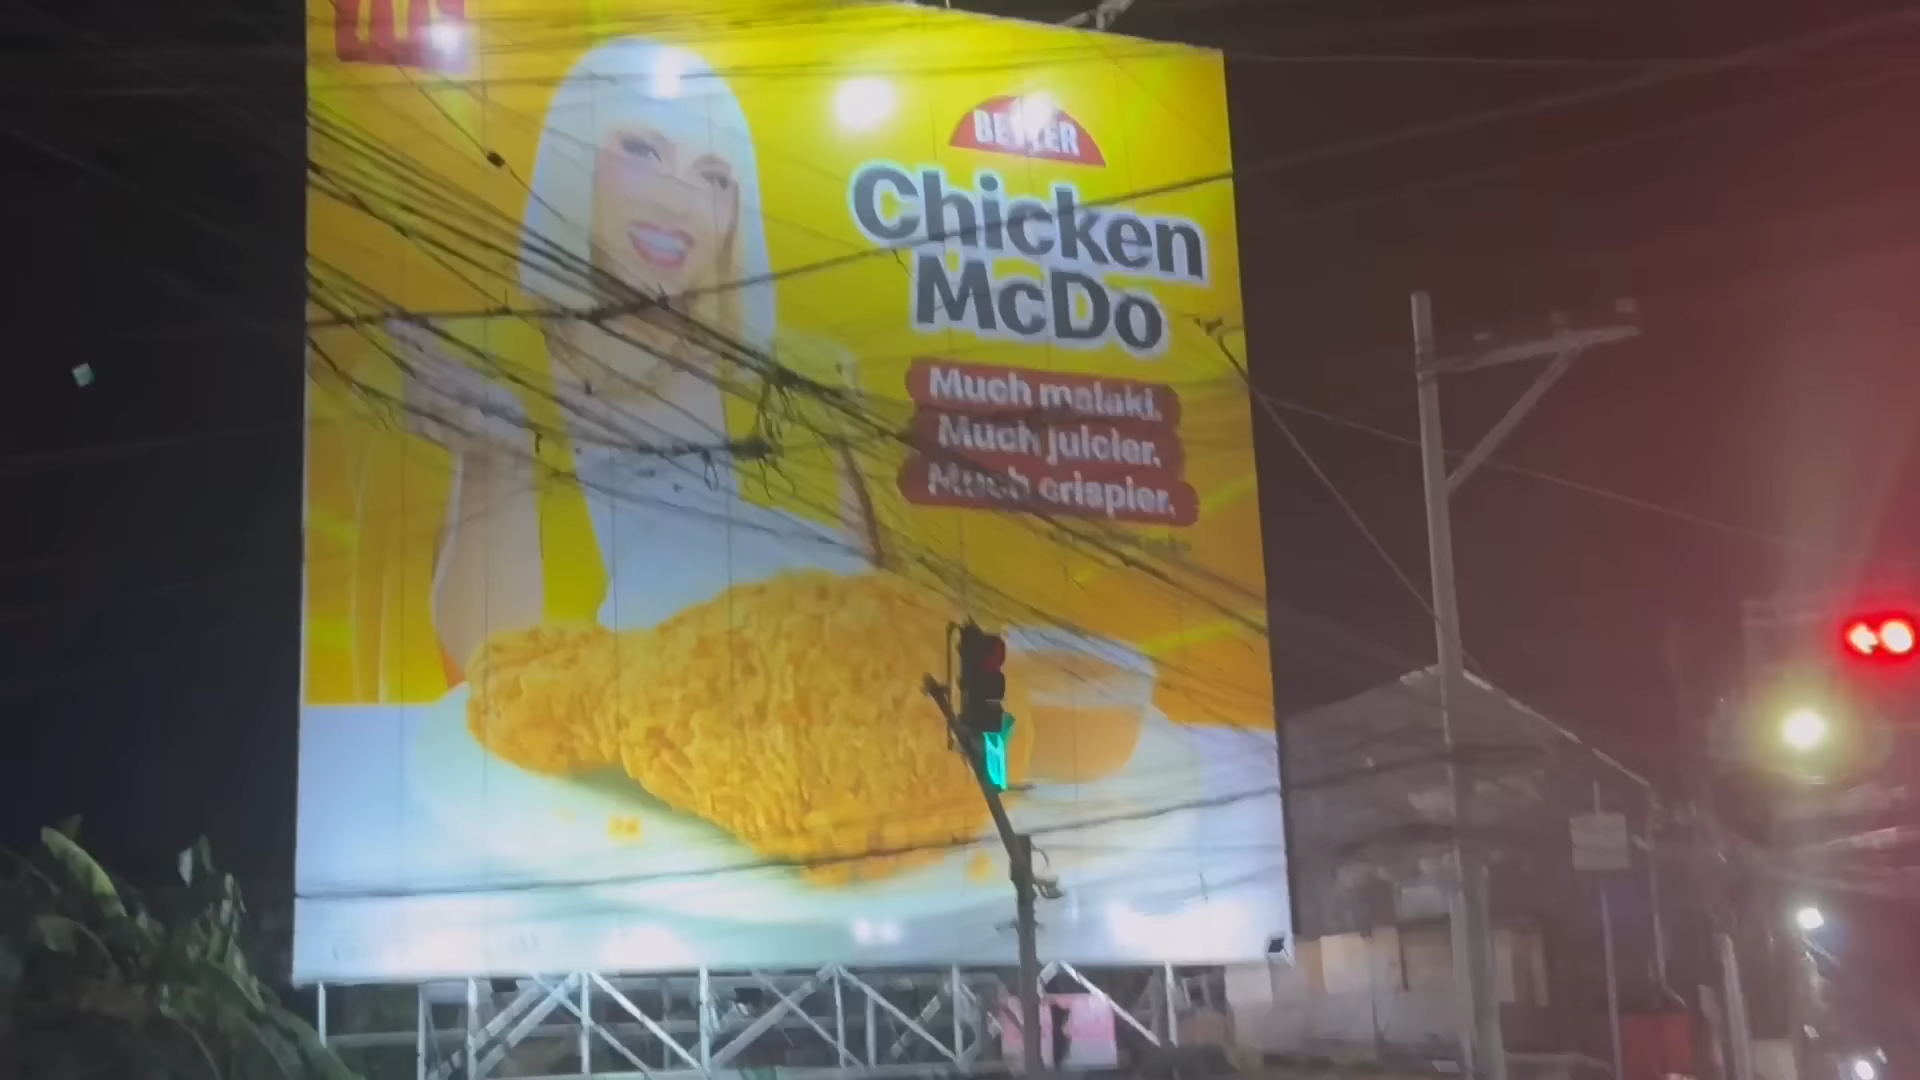 BETTER
Chicken
McDo
Much malaki.
Much juicier.
Much crispier.